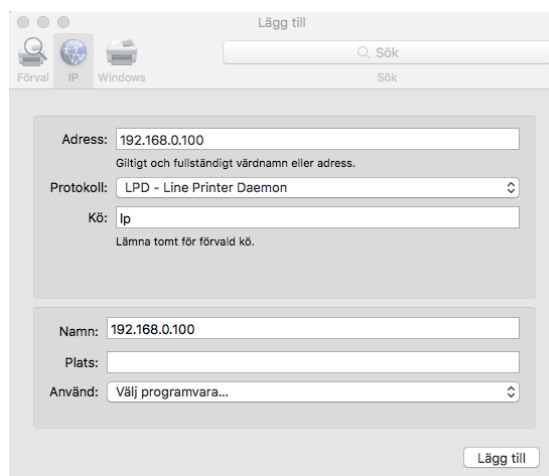 Lägg till
Förval IP Windows
Sök
Sök
Adress: 192.168.0.100
Giltigt och fullständigt värdnamn eller adress.
Protokoll: LPD - Line Printer Daemon
Kö: lp
Lämna tomt för förvald kö.
Namn: 192.168.0.100
Plats:
Använd: Välj programvara...
Lägg till